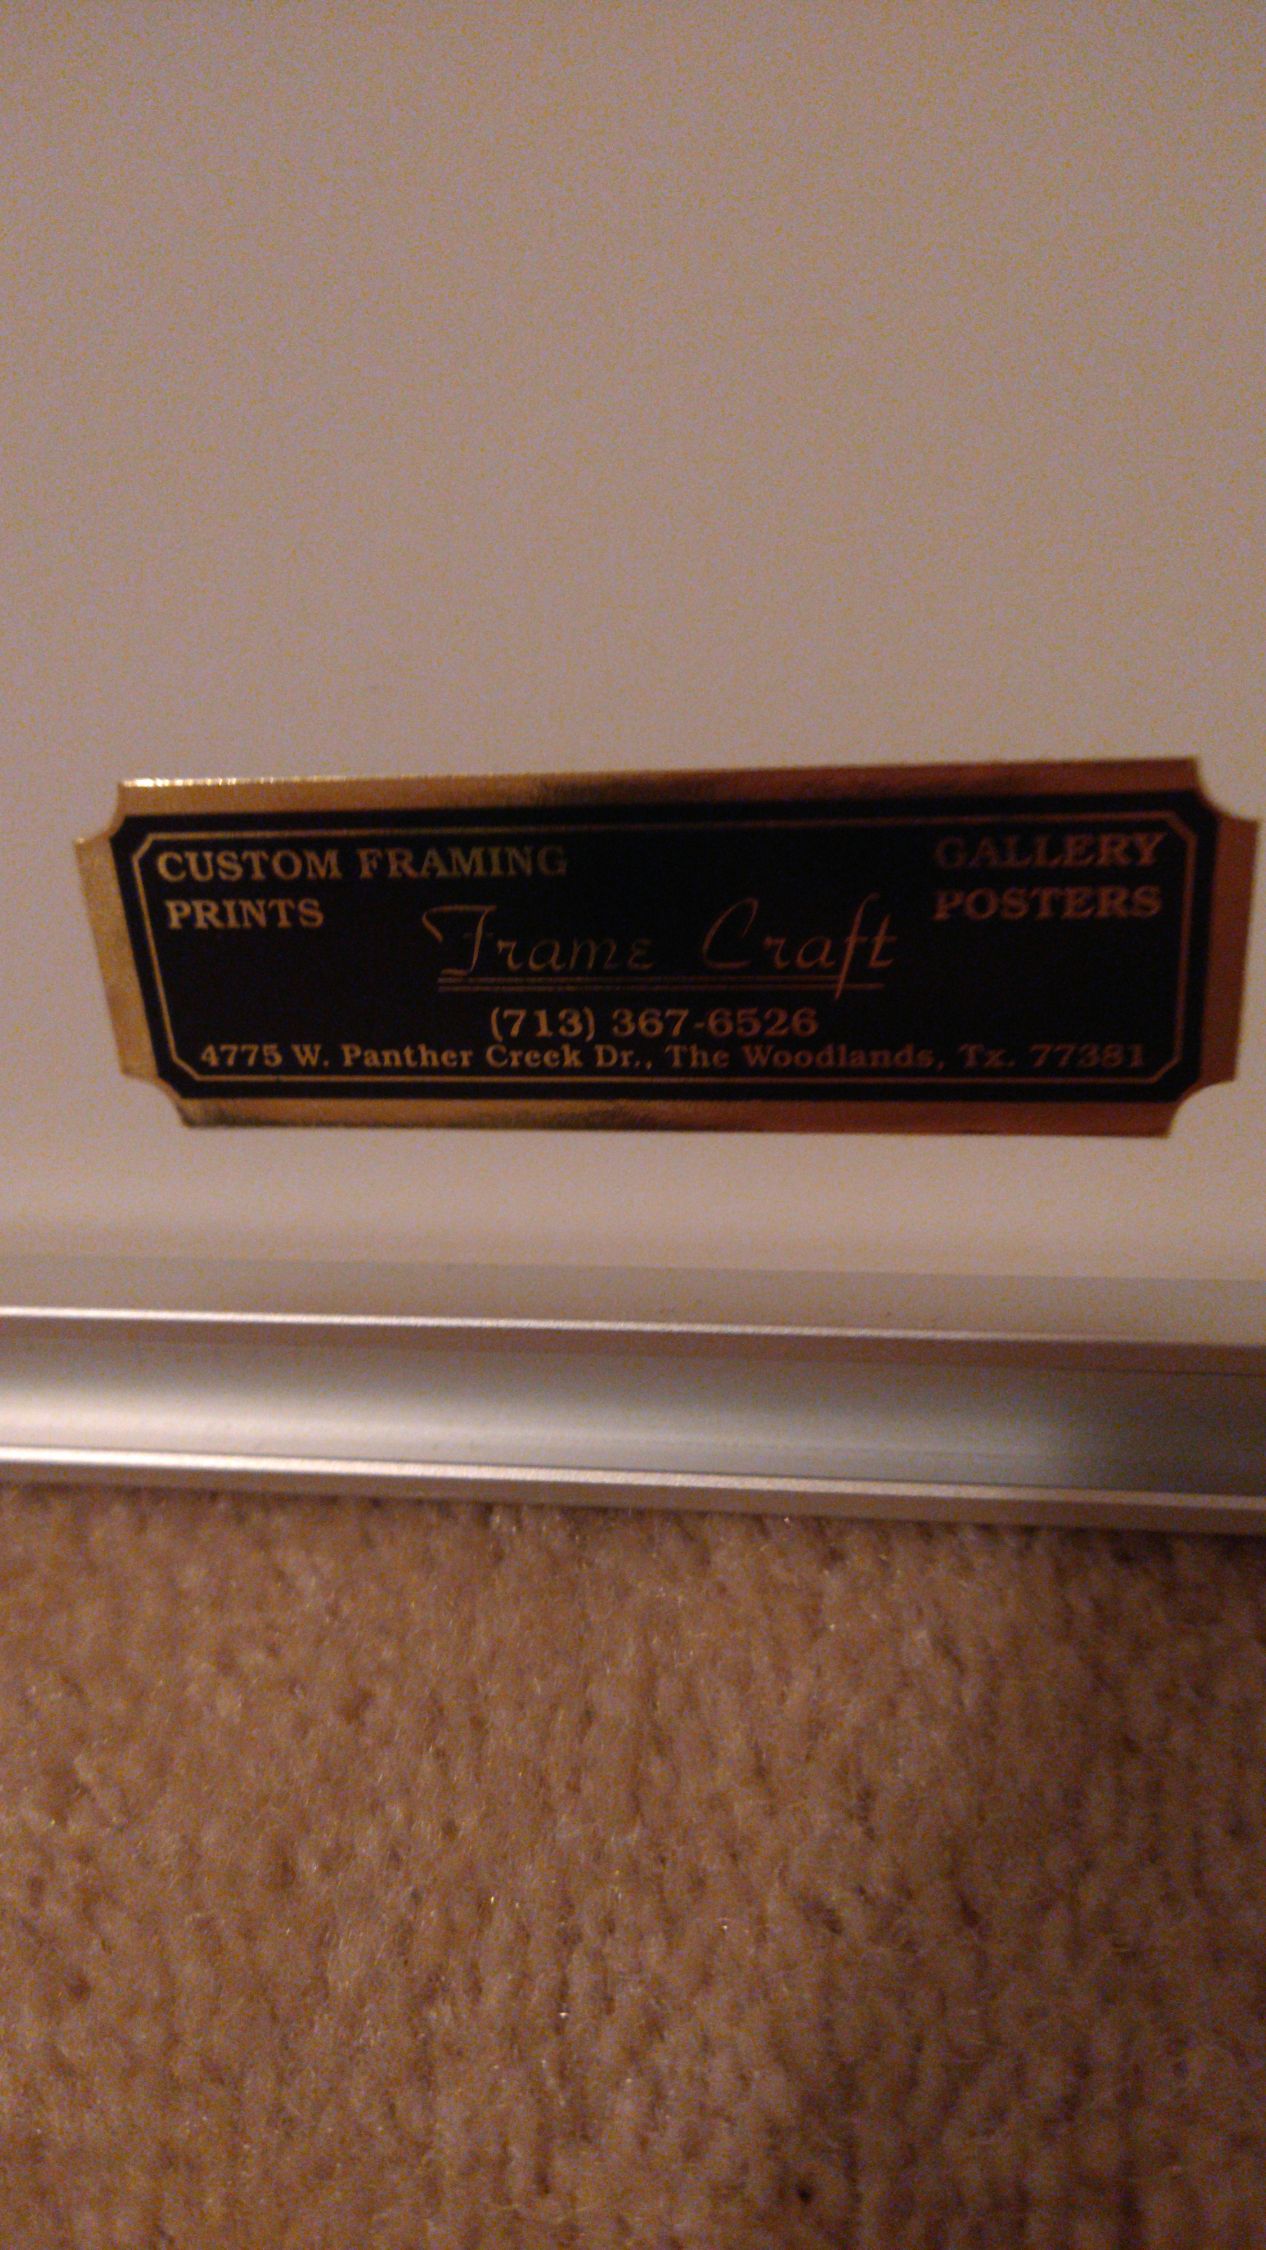 CUSTOM FRAMING
PRINTS
GALLERY
POSTERS
Frame Craft
(713) 367-6526
4775 W. Panther Creek Dr., The Woodlands, Tx. 77381